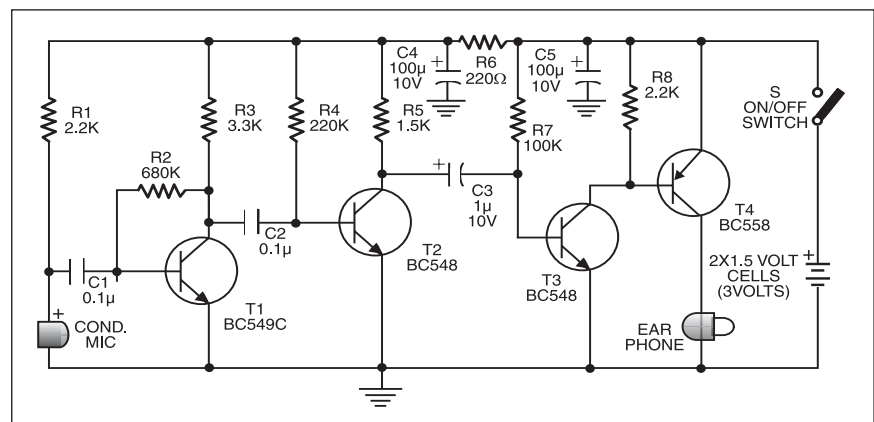 R1
2.2K
R2
680K
R3
3.3K
R4
220K
R5
1.5K
C4
100µ
10V
+
R6
220Ω
C5
100µ
10V
+
R7
100K
R8
2.2K
S
ON/OFF
SWITCH
C1
0.1µ
C2
0.1µ
+
C3
1µ
10V
T1
BC549C
T2
BC548
T3
BC548
T4
BC558
+
COND.
MIC
EAR
PHONE
2X1.5 VOLT
CELLS
(3VOLTS)
+